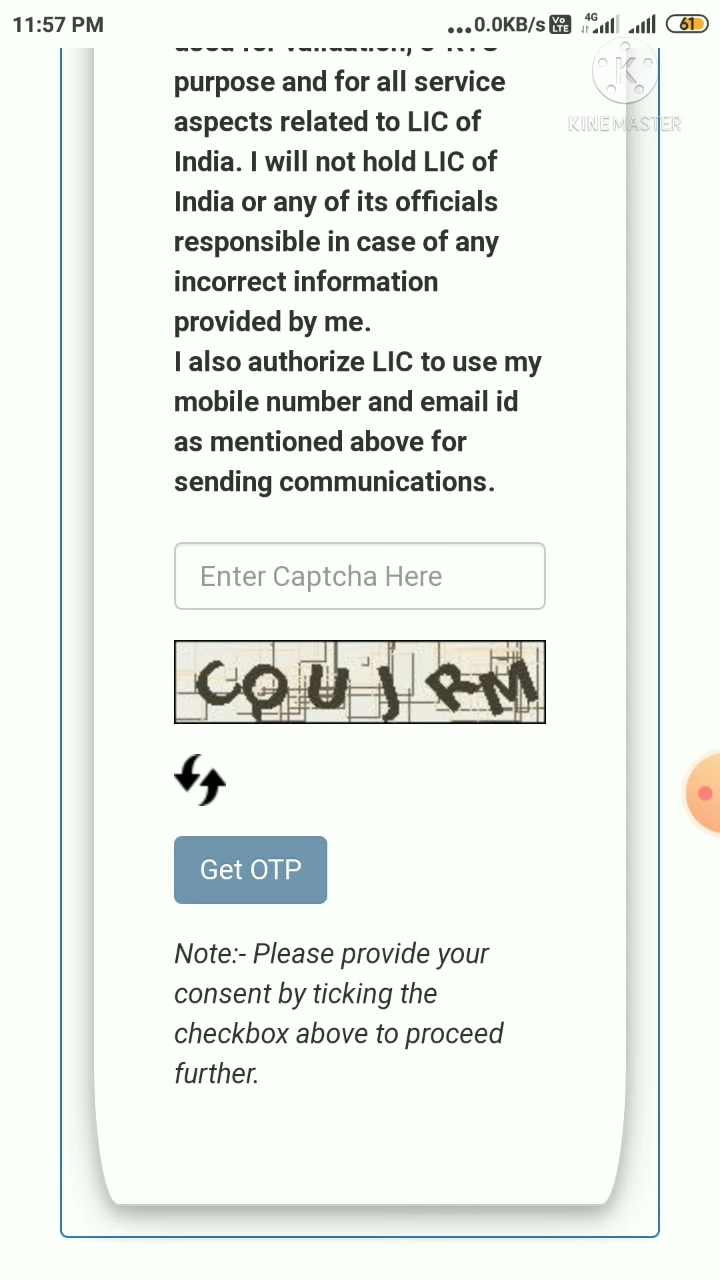 11:57 PM
...0.0KB/s Vo LTE 4G 61
KINEMASTER
purpose and for all service
aspects related to LIC of
India. I will not hold LIC of
India or any of its officials
responsible in case of any
incorrect information
provided by me.
I also authorize LIC to use my
mobile number and email id
as mentioned above for
sending communications.
Enter Captcha Here
Get OTP
Note:- Please provide your
consent by ticking the
checkbox above to proceed
further.